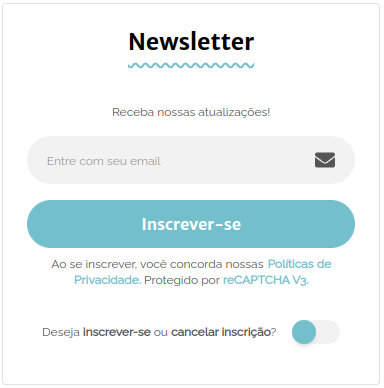 Newsletter
Receba nossas atualizações!
Entre com seu email
Inscrever-se
Ao se inscrever, você concorda nossas Políticas de
Privacidade. Protegido por reCAPTCHA V3.
Deseja inscrever-se ou cancelar inscrição?